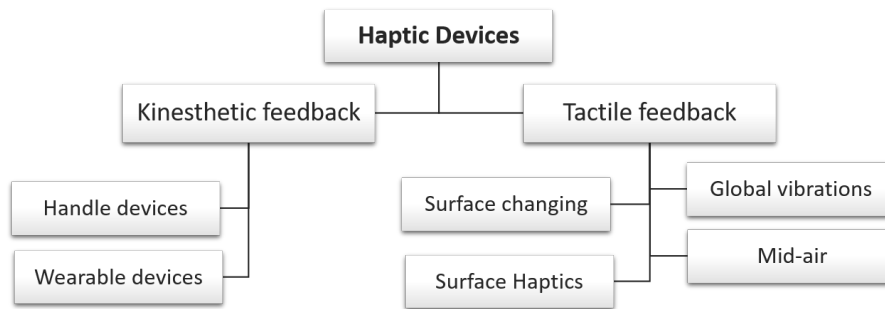 Haptic Devices
Kinesthetic feedback
Tactile feedback
Handle devices
Wearable devices
Surface changing
Surface Haptics
Global vibrations
Mid-air